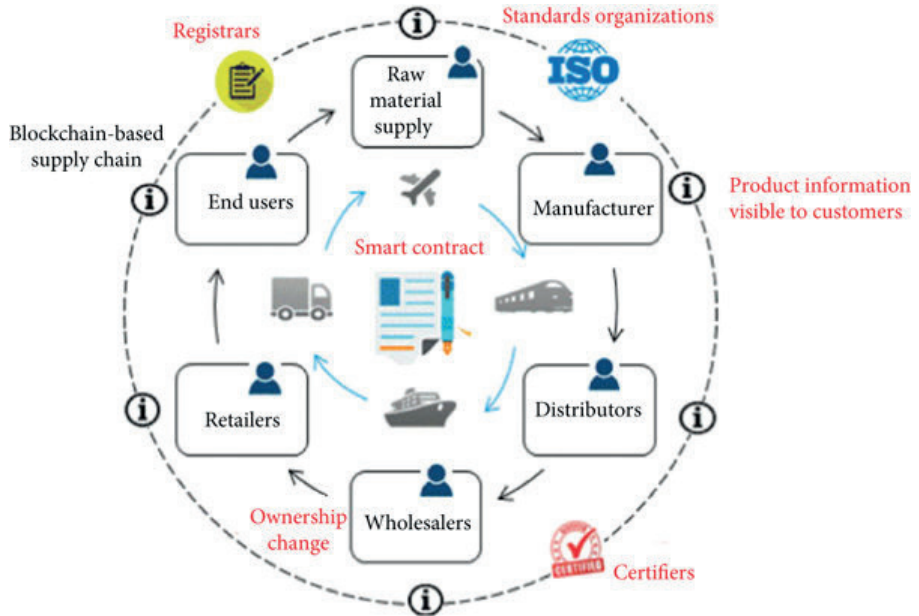 Registrars
Standards organizations
ISO
Raw
material
supply
Blockchain-based
supply chain
End users
Manufacturer
Product information
visible to customers
Smart contract
Retailers
Distributors
Ownership
change
Wholesalers
CERTIFIED
Certifiers
i
i
i
i
i
i